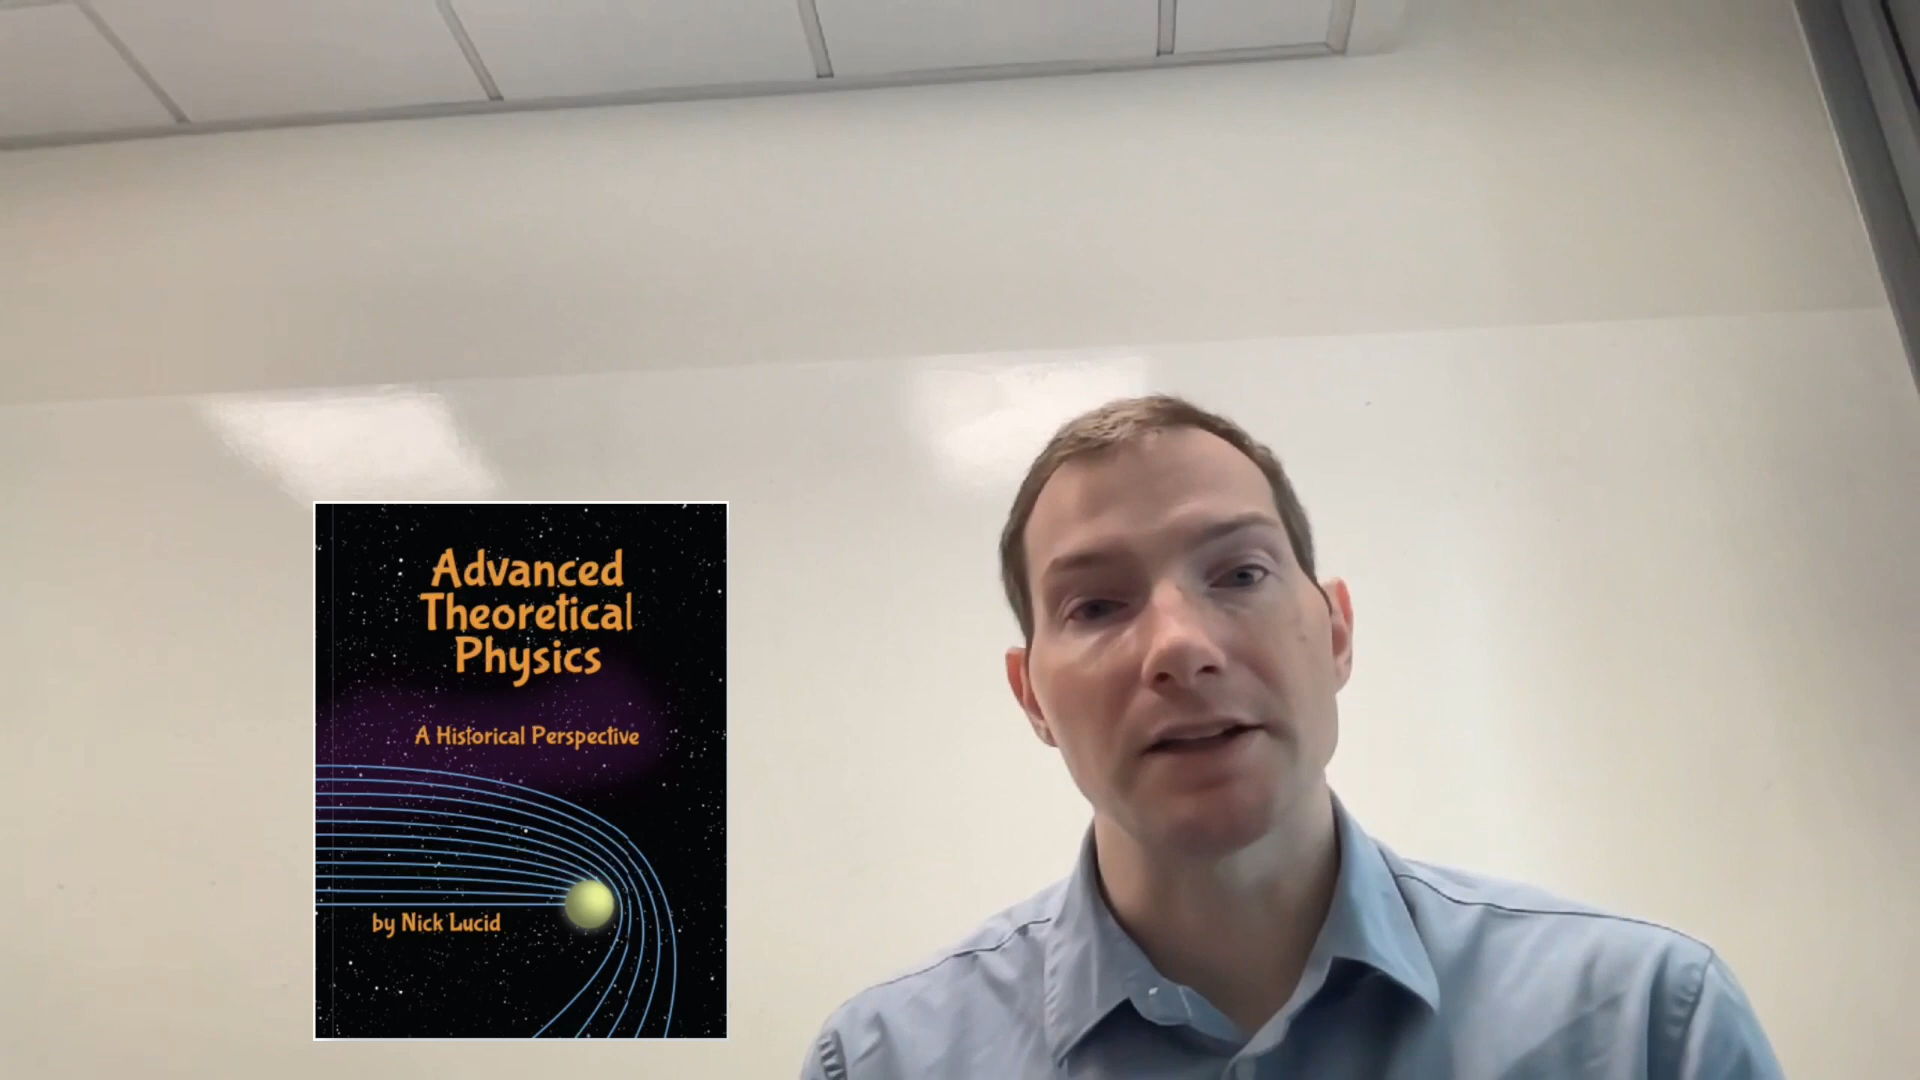 Advanced
Theoretical
Physics
A Historical Perspective
by Nick Lucid